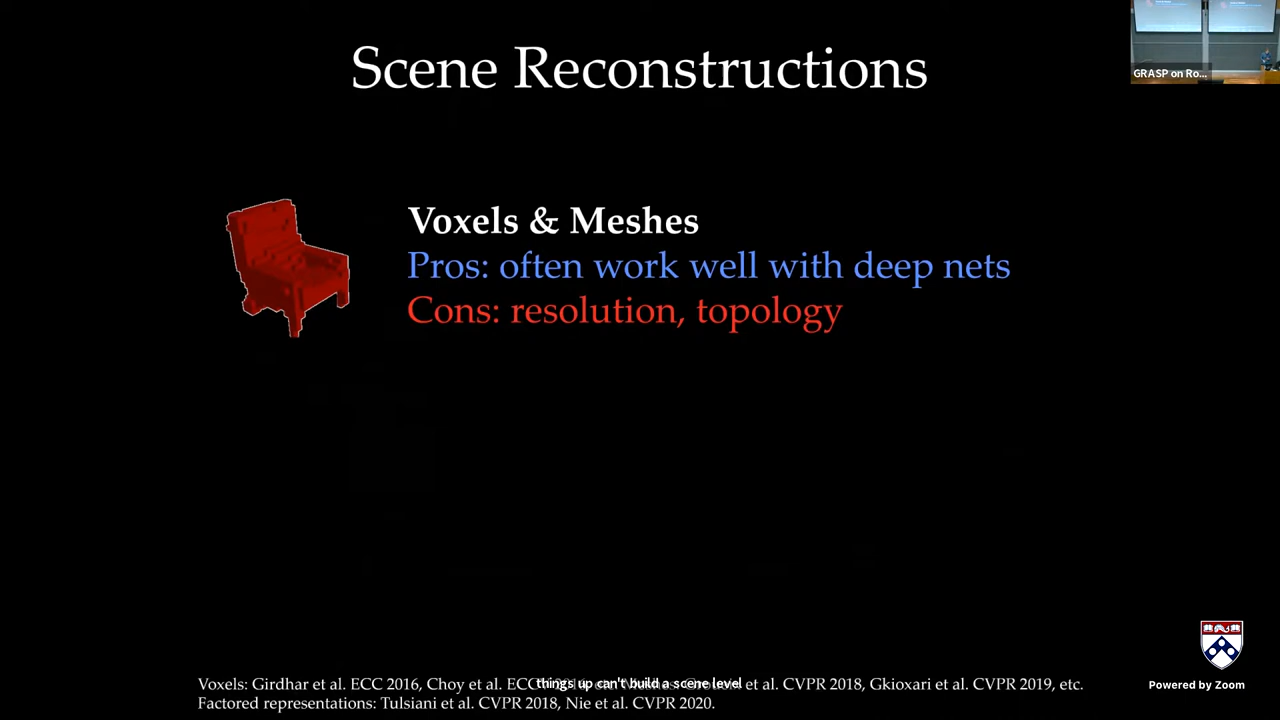 Scene Reconstructions
GRASP on Ro...
Voxels & Meshes
Pros: often work well with deep nets
Cons: resolution, topology
Voxels: Girdhar et al. ECC 2016, Choy et al. ECC et al. CVPR 2018, Gkioxari et al. CVPR 2019, etc.
things up can't build a scene level
Factored representations: Tulsiani et al. CVPR 2018, Nie et al. CVPR 2020.
Powered by Zoom